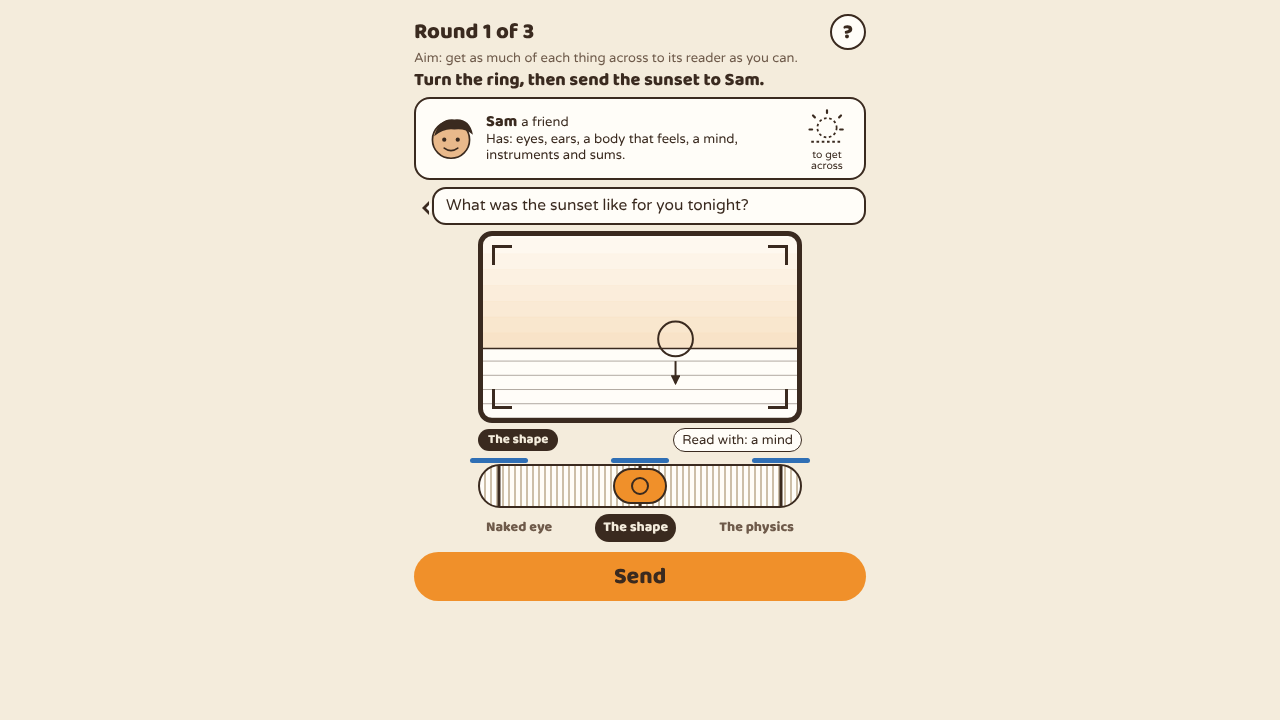 Round 1 of 3
?
Aim: get as much of each thing across to its reader as you can.
Turn the ring, then send the sunset to Sam.
Sam a friend
Has: eyes, ears, a body that feels, a mind,
instruments and sums.
to get
across
What was the sunset like for you tonight?
The shape
Read with: a mind
Naked eye
The shape
The physics
Send